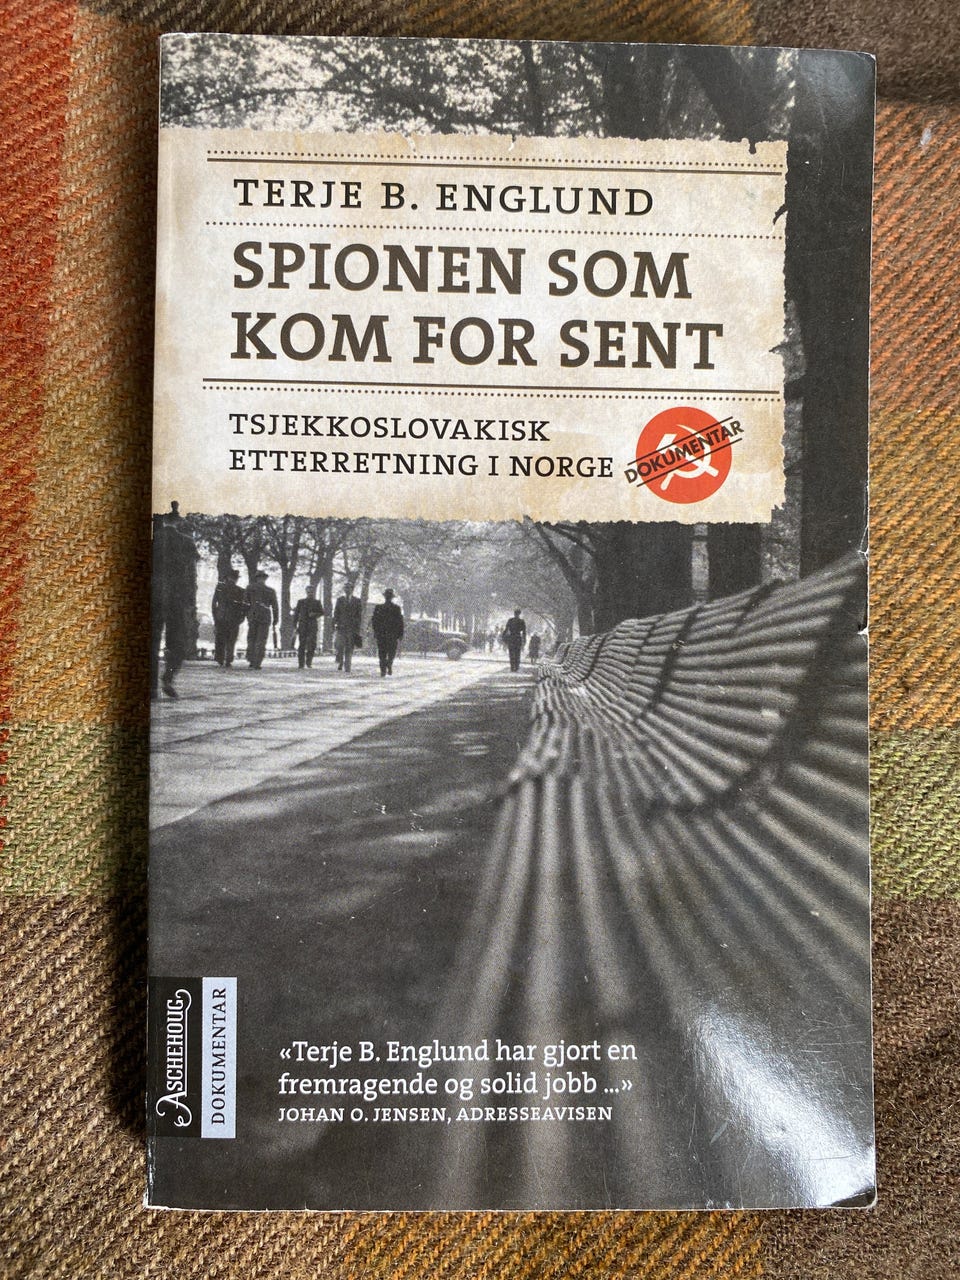 TERJE B. ENGLUND
SPIONEN SOM
KOM FOR SENT
TSJEKKOSLOVAKISK
ETTERRETNING I NORGE
DOKUMENTAR
ASCHEHOUG
DOKUMENTAR
«Terje B. Englund har gjort en
fremragende og solid jobb ...»
JOHAN O. JENSEN, ADRESSEAVISEN